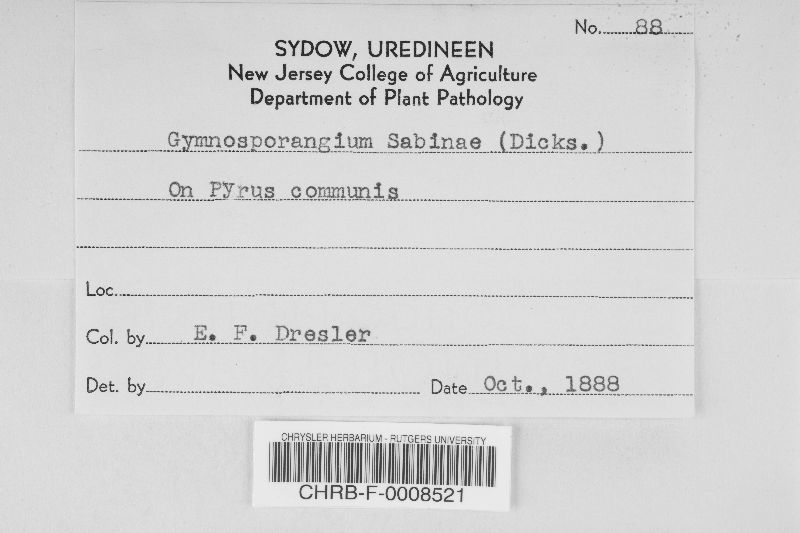 No. 88
SYDOW, UREDINEEN
New Jersey College of Agriculture
Department of Plant Pathology
Gymnosporangium Sabinae (Dicks.)
On Pyrus communis
Loc.
Col. by E. F. Dresler
Det. by Date Oct., 1888
CHRYSLER HERBARIUM - RUTGERS UNIVERSITY
CHRB-F-0008521